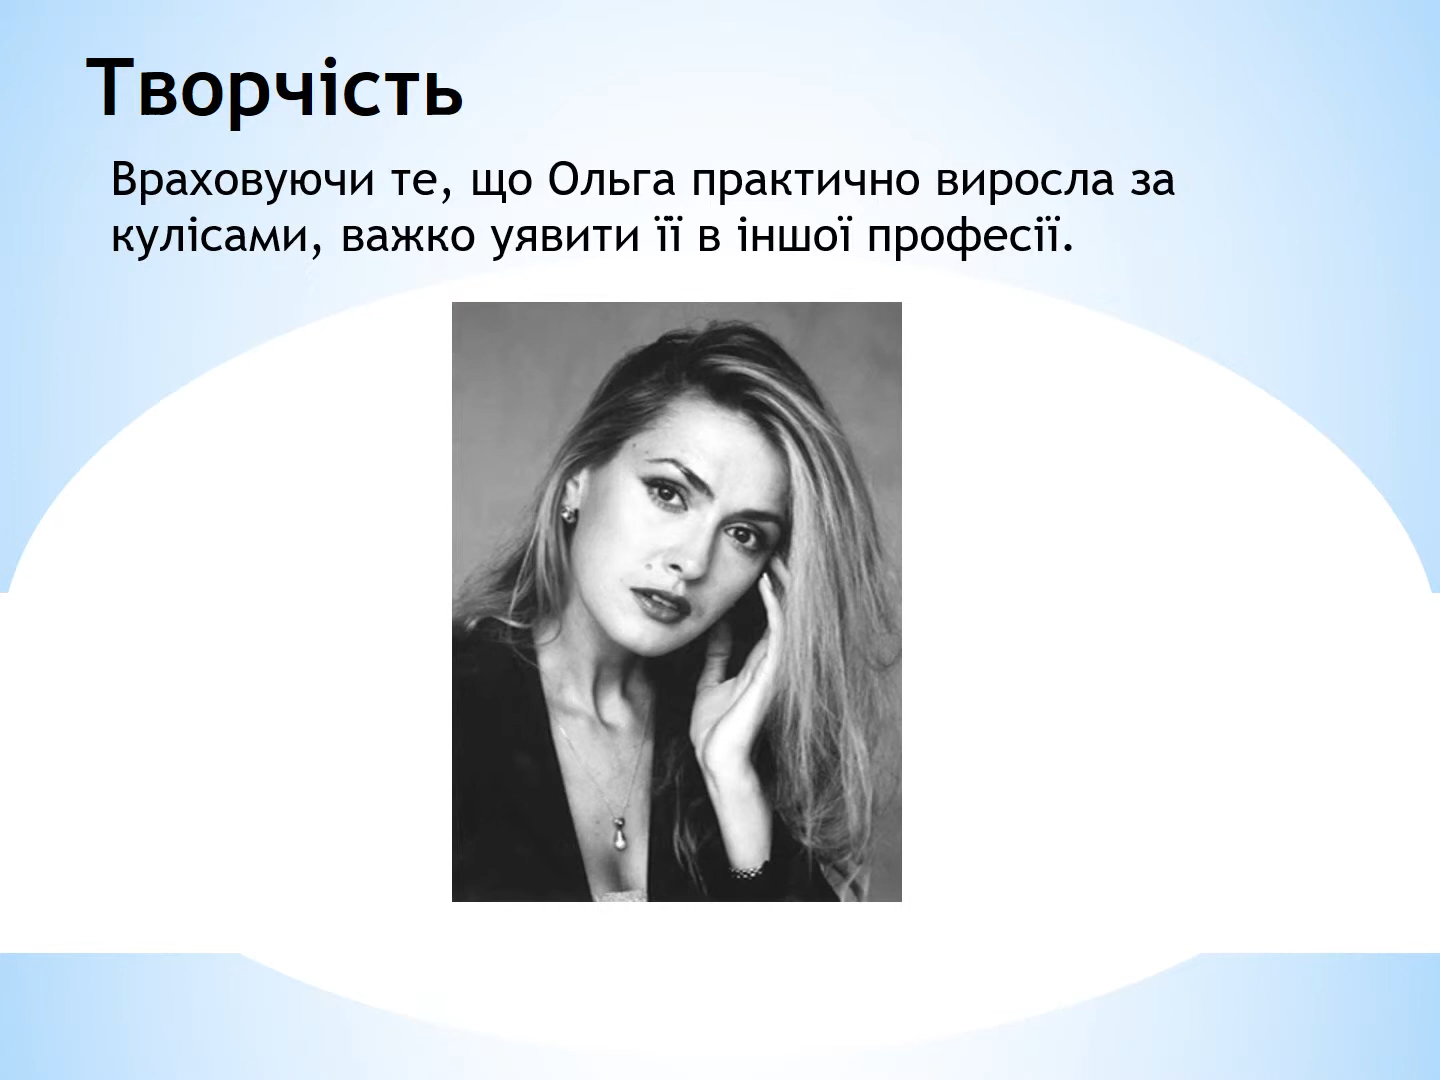 Творчість
Враховуючи те, що Ольга практично виросла за
кулісами, важко уявити її в іншої професії.